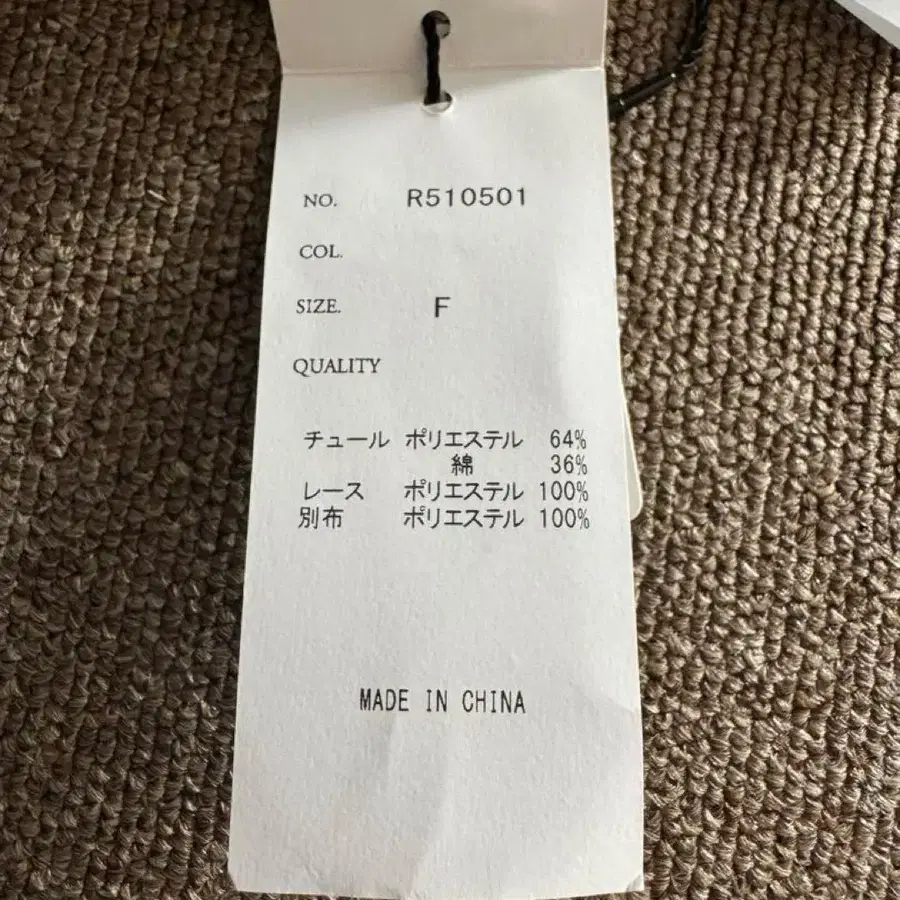 NO. R510501
COL.
SIZE. F
QUALITY
チュール ポリエステル 64%
綿 36%
レース ポリエステル 100%
別布 ポリエステル 100%
MADE IN CHINA